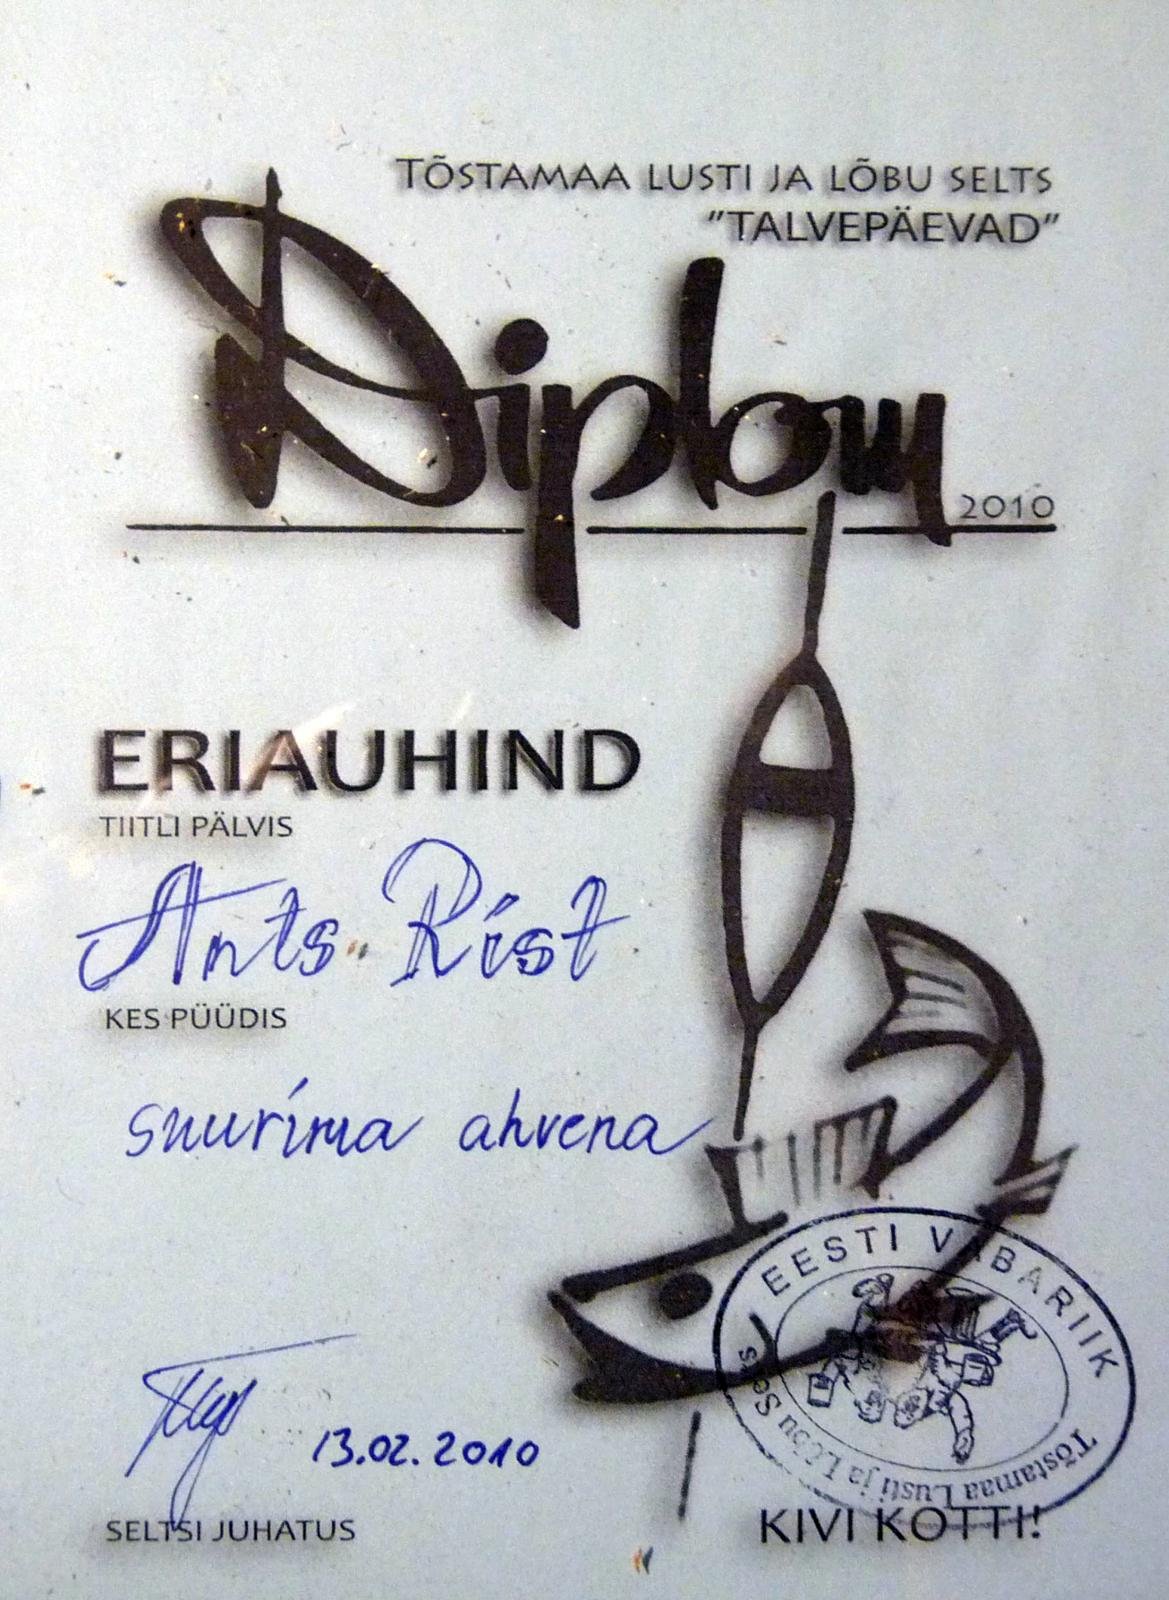 TÕSTAMAA LUSTI JA LÕBU SELTS
"TALVEPÄEVAD"
Diplom
2010
ERIAUHIND
TIITLI PÄLVIS
Ants Rist
KES PÜÜDIS
suurima ahvena
EESTI VABARIIK
Tõstamaa Lusti ja Lõbu Selts
13.02.2010
SELTSI JUHATUS
KIVI KOTTI!